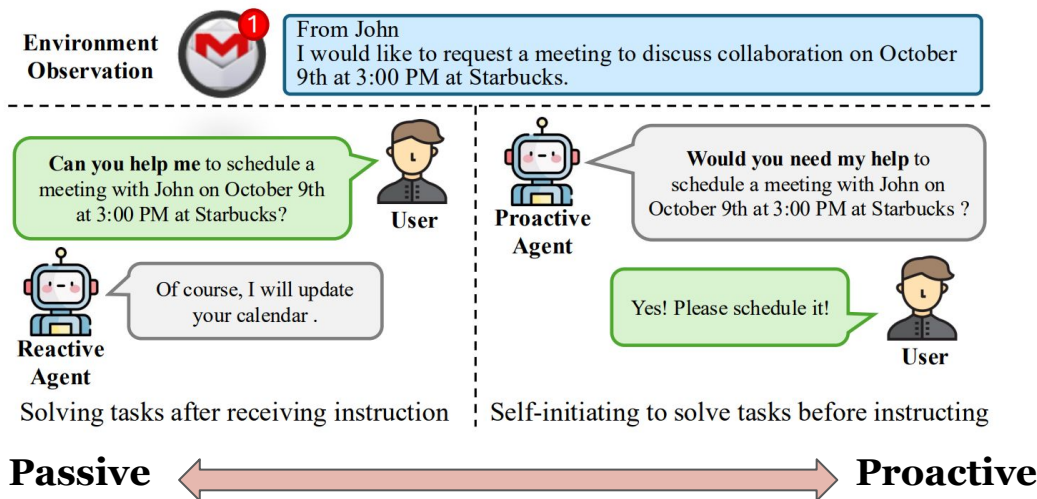 Environment
Observation
1
From John
I would like to request a meeting to discuss collaboration on October
9th at 3:00 PM at Starbucks.
Can you help me to schedule a
meeting with John on October 9th
at 3:00 PM at Starbucks?
User
Reactive
Agent
Of course, I will update
your calendar .
Solving tasks after receiving instruction
Proactive
Agent
Would you need my help to
schedule a meeting with John on
October 9th at 3:00 PM at Starbucks ?
Yes! Please schedule it!
User
Self-initiating to solve tasks before instructing
Passive
Proactive